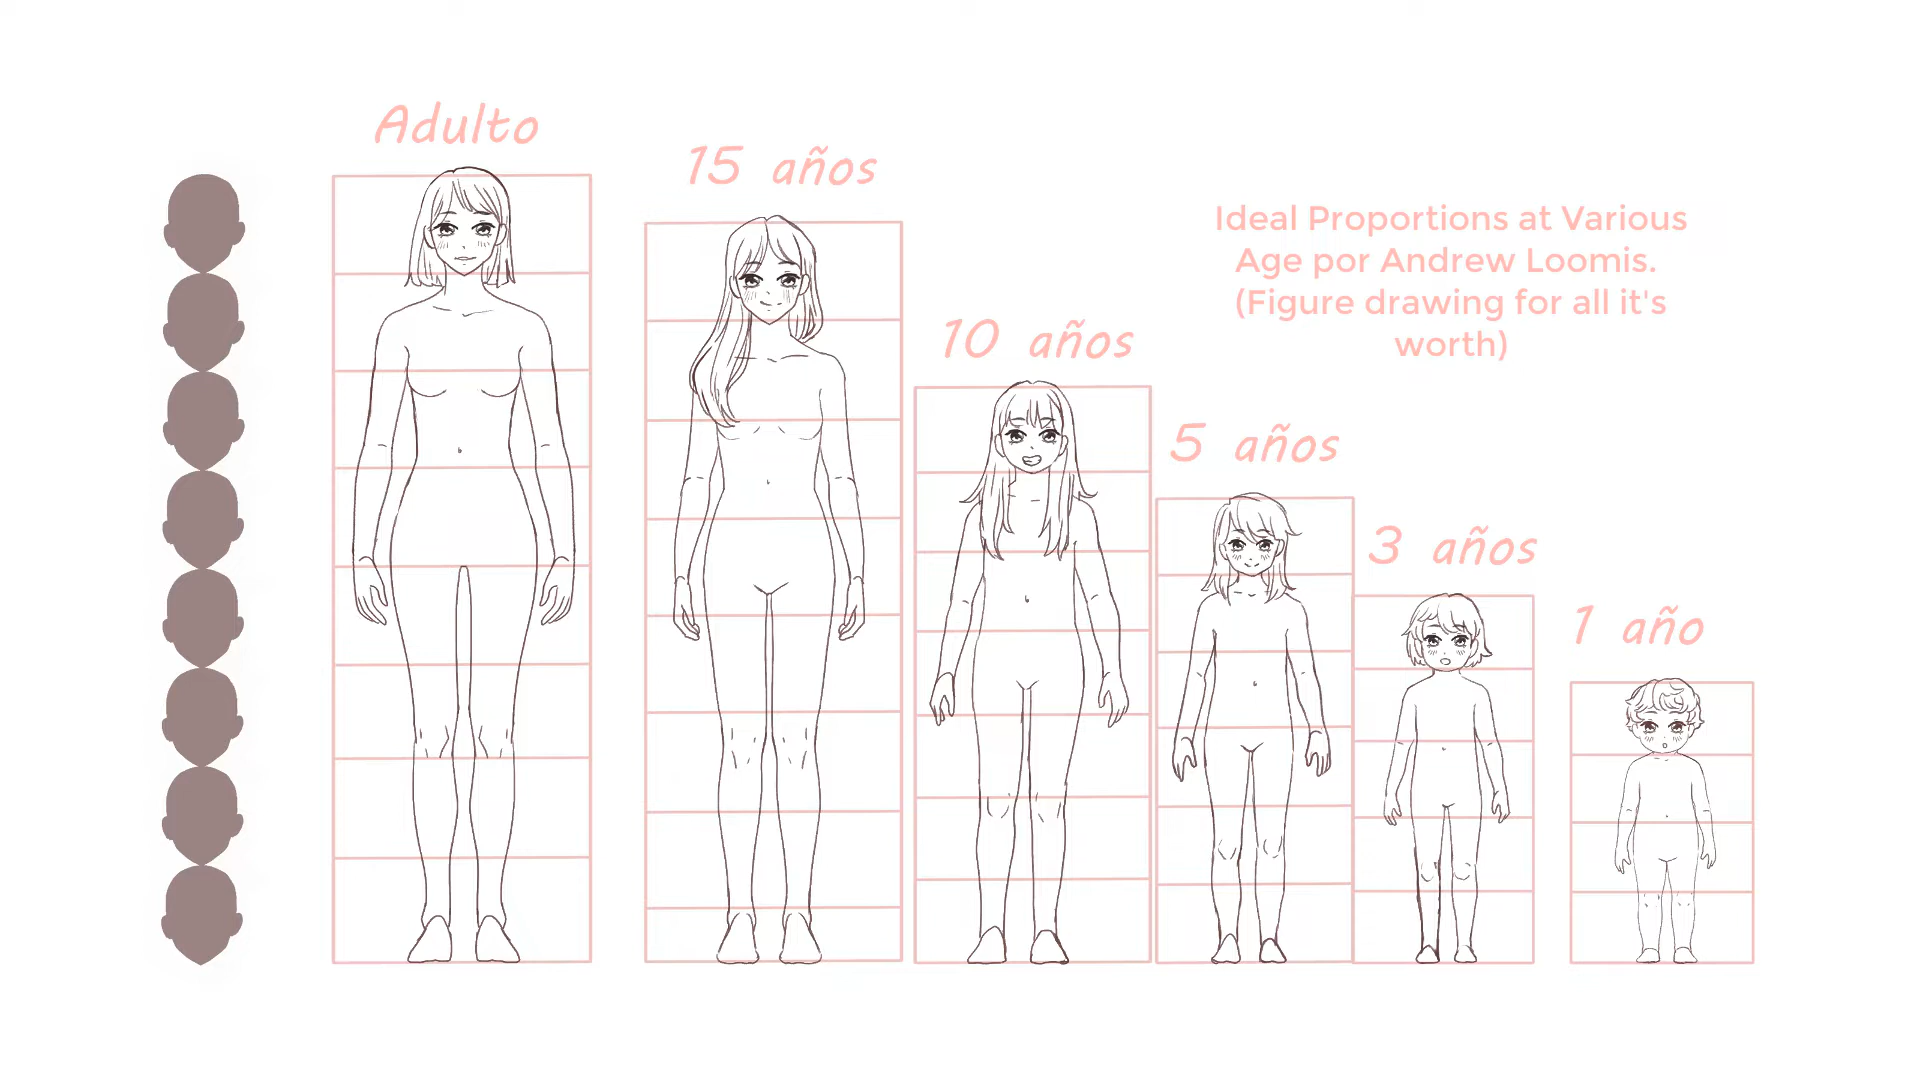 Adulto
15 años
10 años
5 años
3 años
1 año
Ideal Proportions at Various
Age por Andrew Loomis.
(Figure drawing for all it's
worth)